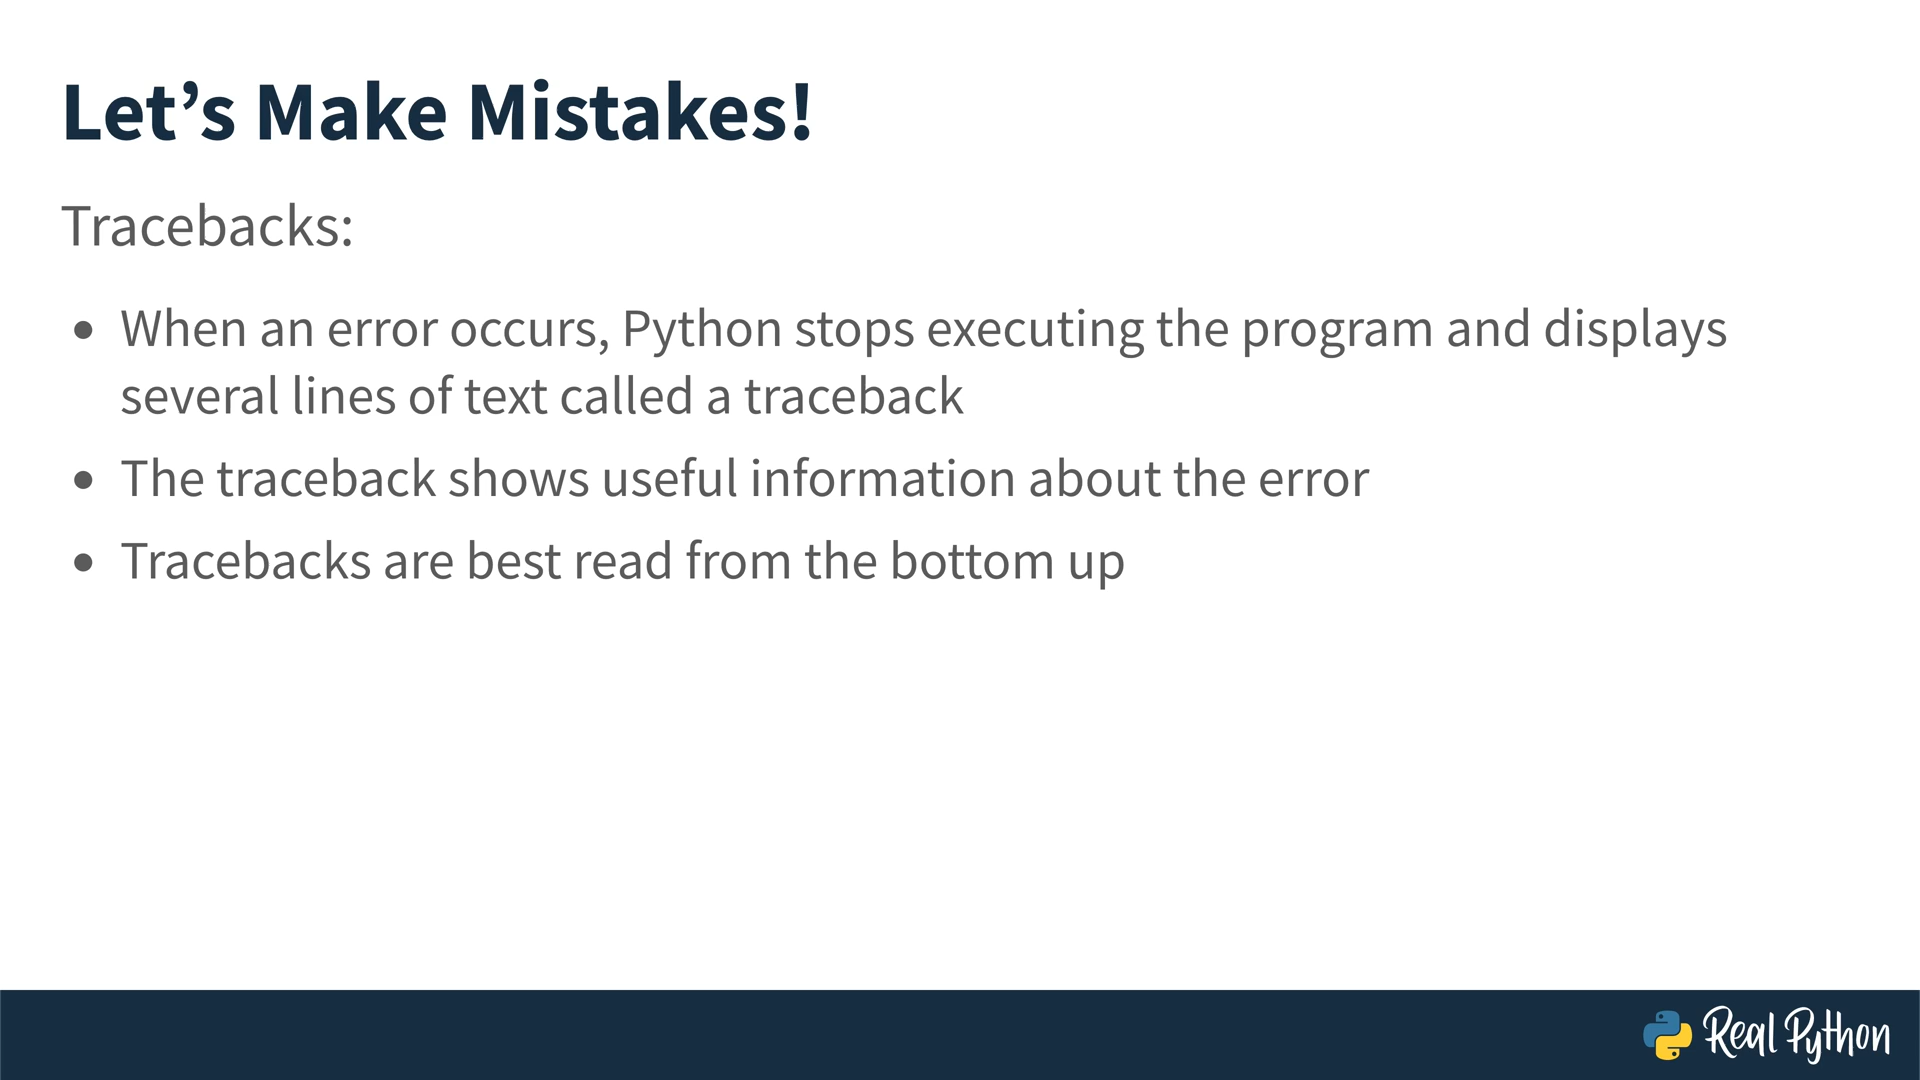 Let’s Make Mistakes!
Tracebacks:
• When an error occurs, Python stops executing the program and displays
several lines of text called a traceback
• The traceback shows useful information about the error
• Tracebacks are best read from the bottom up
Real Python